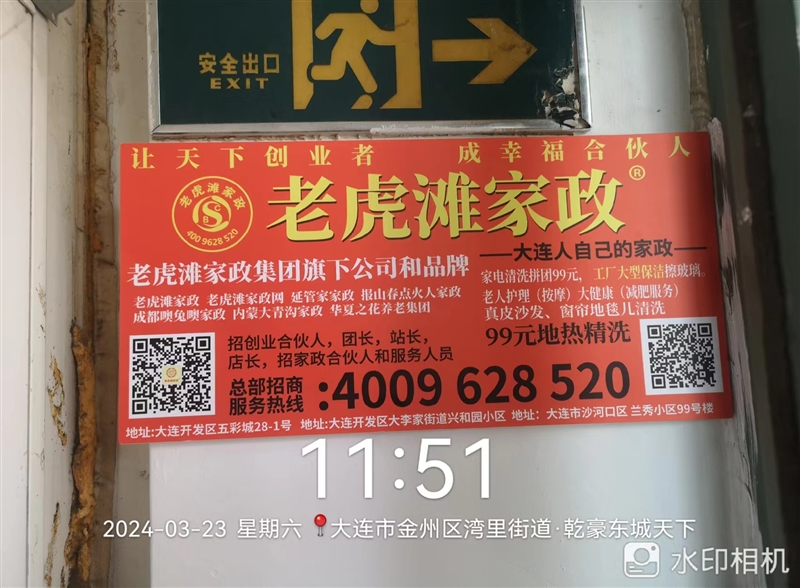 安全出口
EXIT
让天下创业者 成幸福合伙人
老虎滩家政
SBC
400 9628 520
老虎滩家政®
大连人自己的家政
老虎滩家政集团旗下公司和品牌
家电清洗拼团99元，工厂大型保洁擦玻璃。
老虎滩家政 老虎滩家政网 延管家家政 报山春点火人家政
老人护理（按摩）大健康（减肥服务）
成都噢兔噢家政 内蒙大青沟家政 华夏之花养老集团
真皮沙发、窗帘地毯儿清洗
99元地热精洗
招创业合伙人，团长，站长，
店长，招家政合伙人和服务人员
总部招商
服务热线:4009 628 520
地址:大连开发区五彩城28-1号 地址:大连开发区大李家街道兴和园小区 地址：大连市沙河口区 兰秀小区99号楼
11:51
2024-03-23 星期六 大连市金州区湾里街道·乾豪东城天下
水印相机